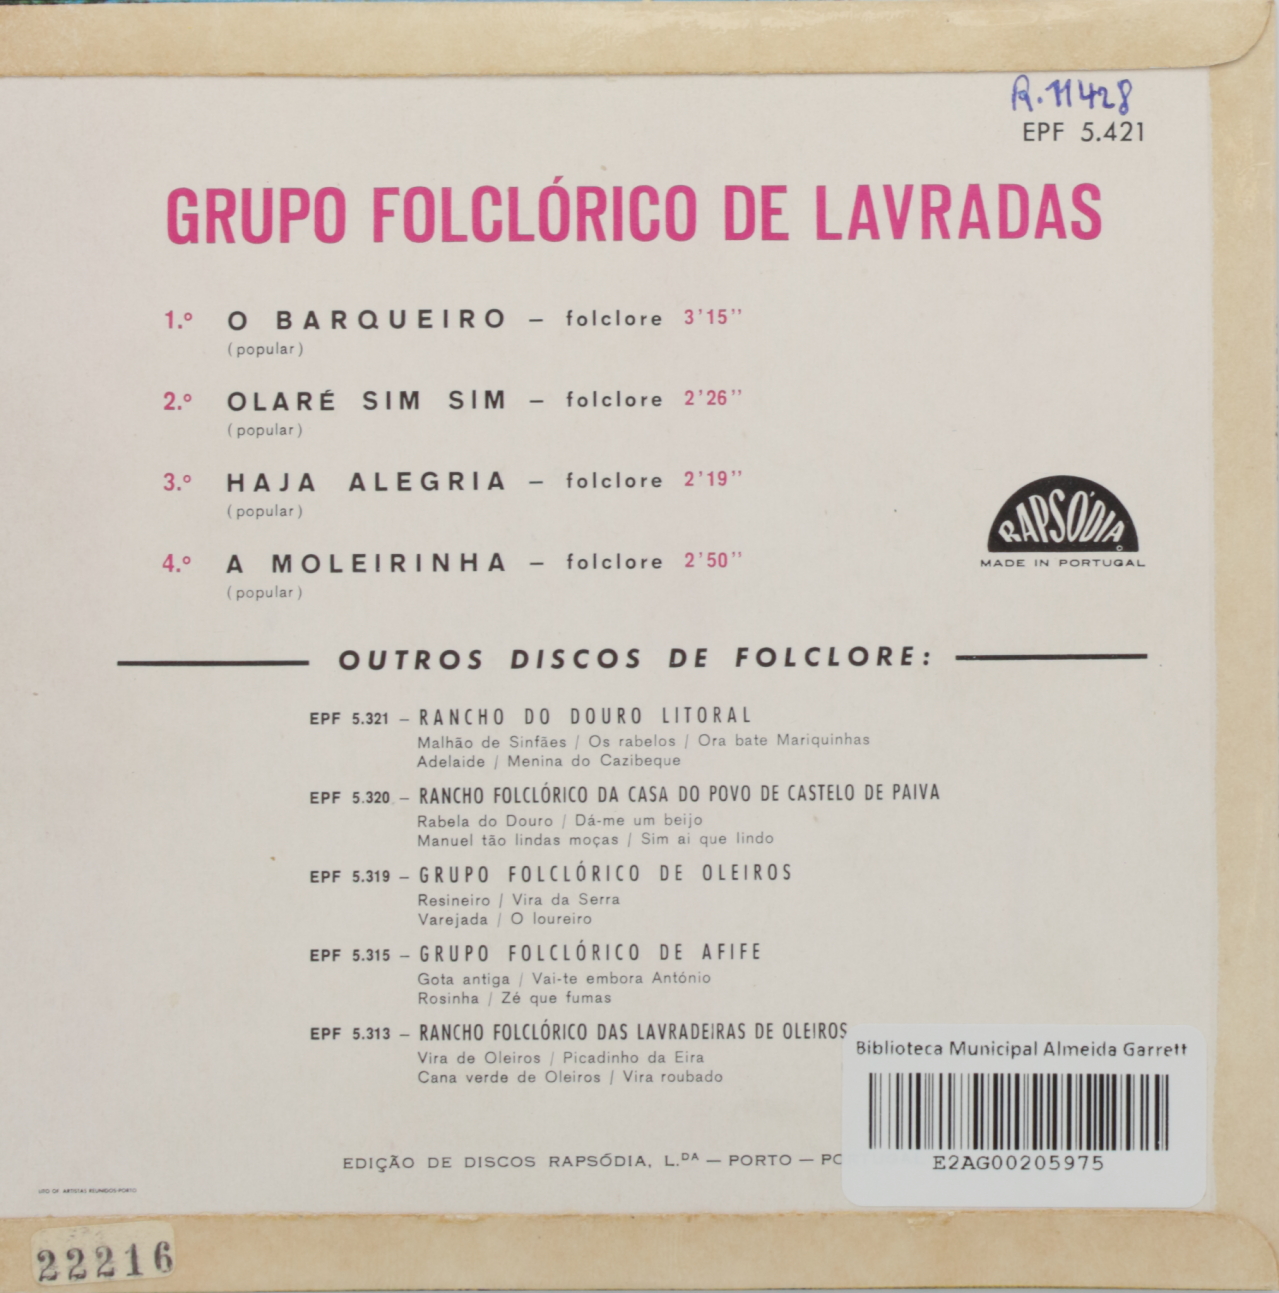 R.11428
EPF 5.421
GRUPO FOLCLÓRICO DE LAVRADAS
1.º O BARQUEIRO – folclore 3'15''
(popular)
2.º OLARÉ SIM SIM – folclore 2'26''
(popular)
3.º HAJA ALEGRIA – folclore 2'19''
(popular)
4.º A MOLEIRINHA – folclore 2'50''
(popular)
RAPSÓDIA
MADE IN PORTUGAL
OUTROS DISCOS DE FOLCLORE:
EPF 5.321 – RANCHO DO DOURO LITORAL
Malhão de Sinfães / Os rabelos / Ora bate Mariquinhas
Adelaide / Menina do Cazibeque
EPF 5.320 – RANCHO FOLCLÓRICO DA CASA DO POVO DE CASTELO DE PAIVA
Rabela do Douro / Dá-me um beijo
Manuel tão lindas moças / Sim ai que lindo
EPF 5.319 – GRUPO FOLCLÓRICO DE OLEIROS
Resineiro / Vira da Serra
Varejada / O loureiro
EPF 5.315 – GRUPO FOLCLÓRICO DE AFIFE
Gota antiga / Vai-te embora António
Rosinha / Zé que fumas
EPF 5.313 – RANCHO FOLCLÓRICO DAS LAVRADEIRAS DE OLEIROS
Vira de Oleiros / Picadinho da Eira
Cana verde de Oleiros / Vira roubado
Biblioteca Municipal Almeida Garrett
E2AG00205975
EDIÇÃO DE DISCOS RAPSÓDIA, L.DA – PORTO – PO
22216